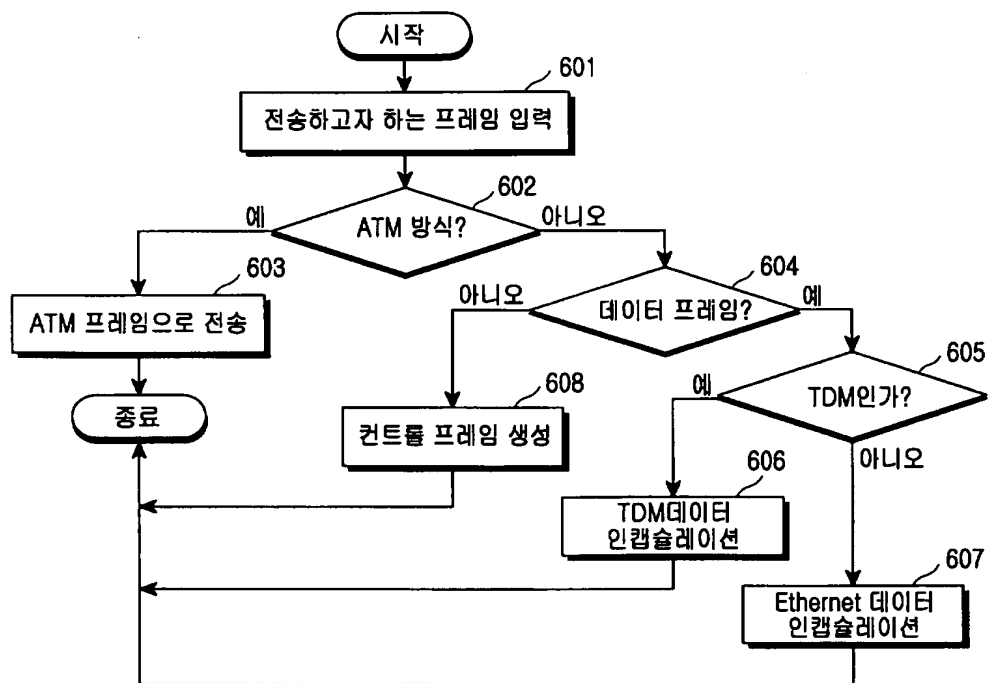 시작
601
전송하고자 하는 프레임 입력
602
예
ATM 방식?
아니오
603
ATM 프레임으로 전송
604
아니오
데이터 프레임?
예
605
예
TDM인가?
아니오
종료
608
컨트롤 프레임 생성
606
TDM데이터
인캡슐레이션
607
Ethernet 데이터
인캡슐레이션